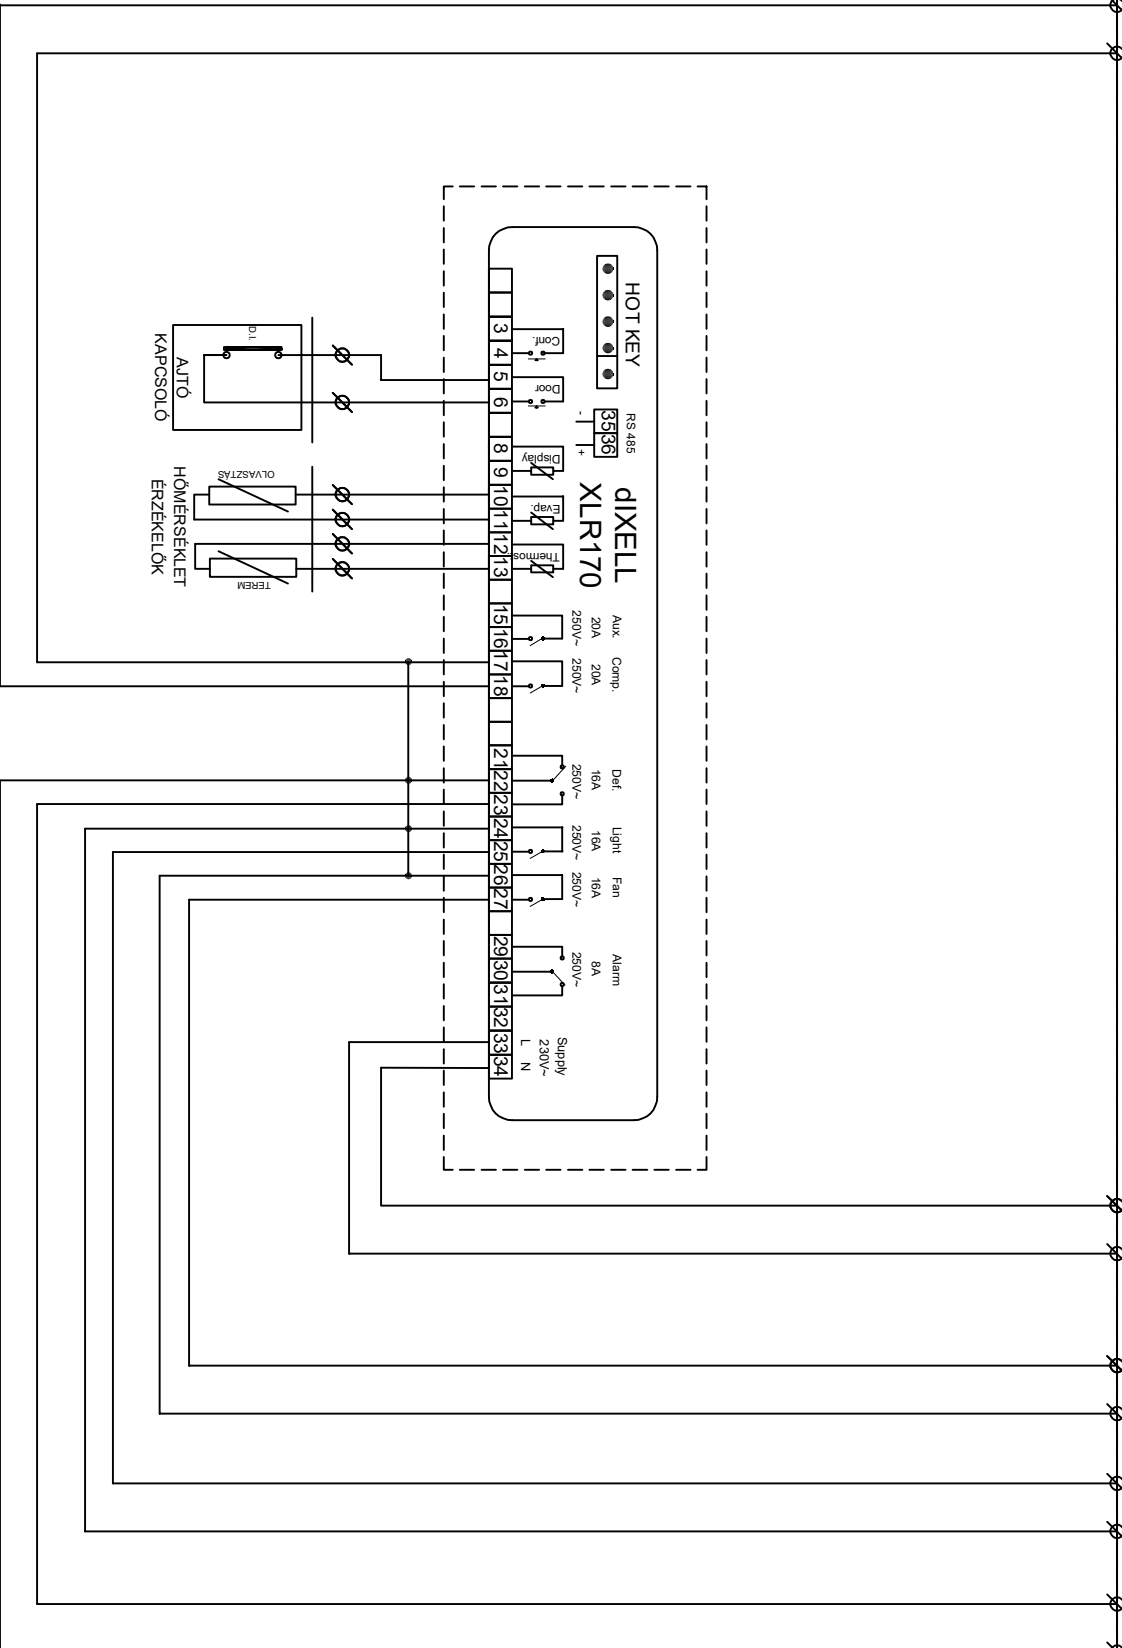 HOT KEY
RS 485
35 36
- +
dIXELL
XLR170
3
4
5
6
8
9
10
11
12
13
15
16
17
18
21
22
23
24
25
26
27
29
30
31
32
33
34
Conf.
Door
Display
Evap.
Thermos.
Aux.
20A
250V~
Comp.
20A
250V~
Def.
16A
250V~
Light
16A
250V~
Fan
16A
250V~
Alarm
8A
250V~
Supply
230V~
L N
D.I.
AJTÓ
KAPCSOLÓ
OLVASZTÁS
TEREM
HŐMÉRSÉKLET
ÉRZÉKELŐK